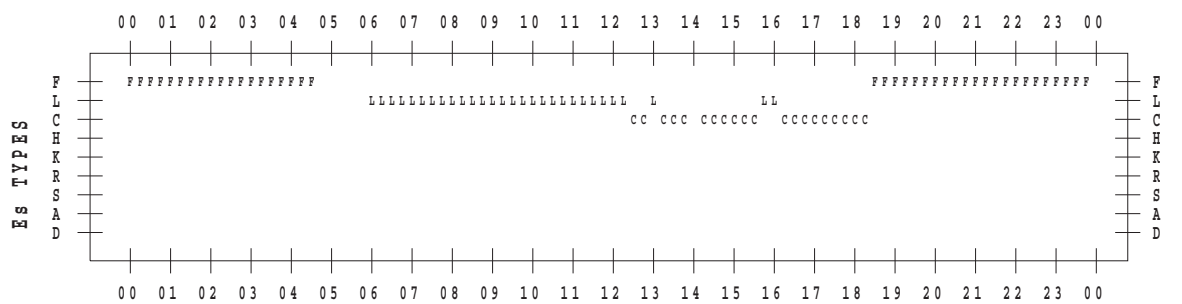 00 01 02 03 04 05 06 07 08 09 10 11 12 13 14 15 16 17 18 19 20 21 22 23 00
Es TYPES
F FFFFFFFFFFFFFFFFFFF FFFFFFFFFFFFFFFFFFFFFF F
L LLLLLLLLLLLLLLLLLLLLLLLLLL L LL L
C CC CCC CCCCCC CCCCCCCCC C
H H
K K
R R
S S
A A
D D
00 01 02 03 04 05 06 07 08 09 10 11 12 13 14 15 16 17 18 19 20 21 22 23 00